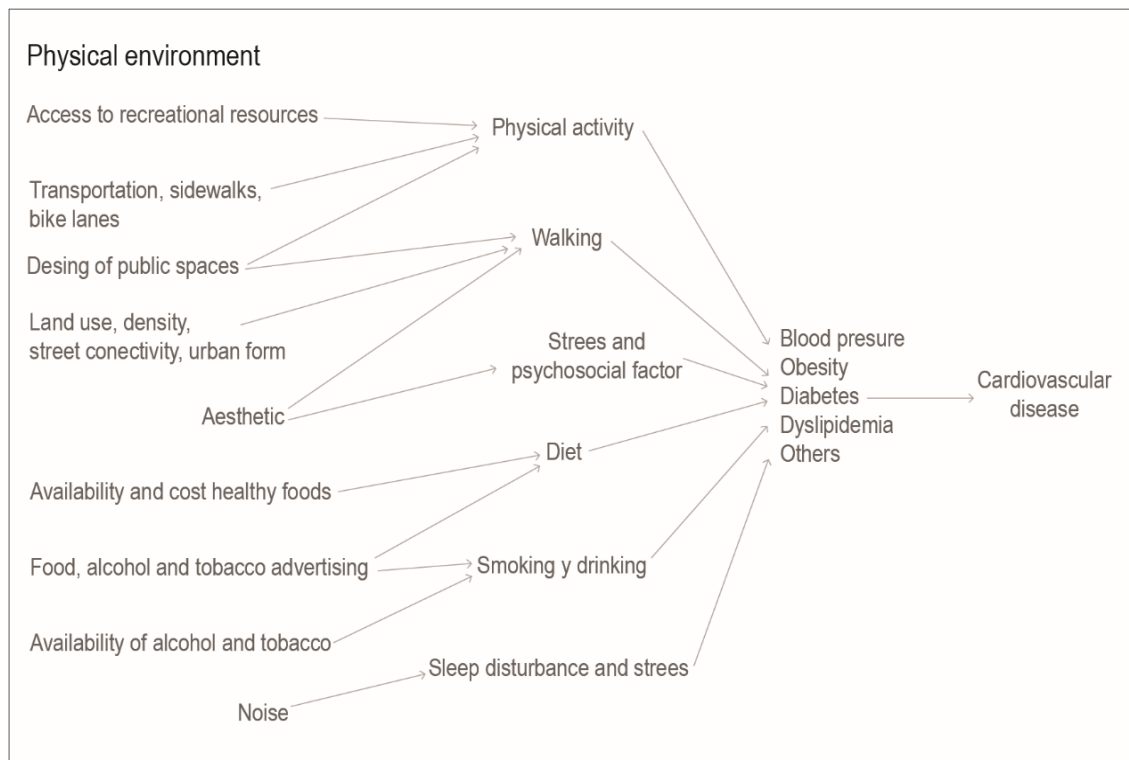 Physical environment
Access to recreational resources
Physical activity
Transportation, sidewalks,
bike lanes
Walking
Desing of public spaces
Land use, density,
street conectivity, urban form
Strees and
psychosocial factor
Blood presure
Obesity
Diabetes
Dyslipidemia
Others
Cardiovascular
disease
Aesthetic
Diet
Availability and cost healthy foods
Food, alcohol and tobacco advertising
Smoking y drinking
Availability of alcohol and tobacco
Sleep disturbance and strees
Noise